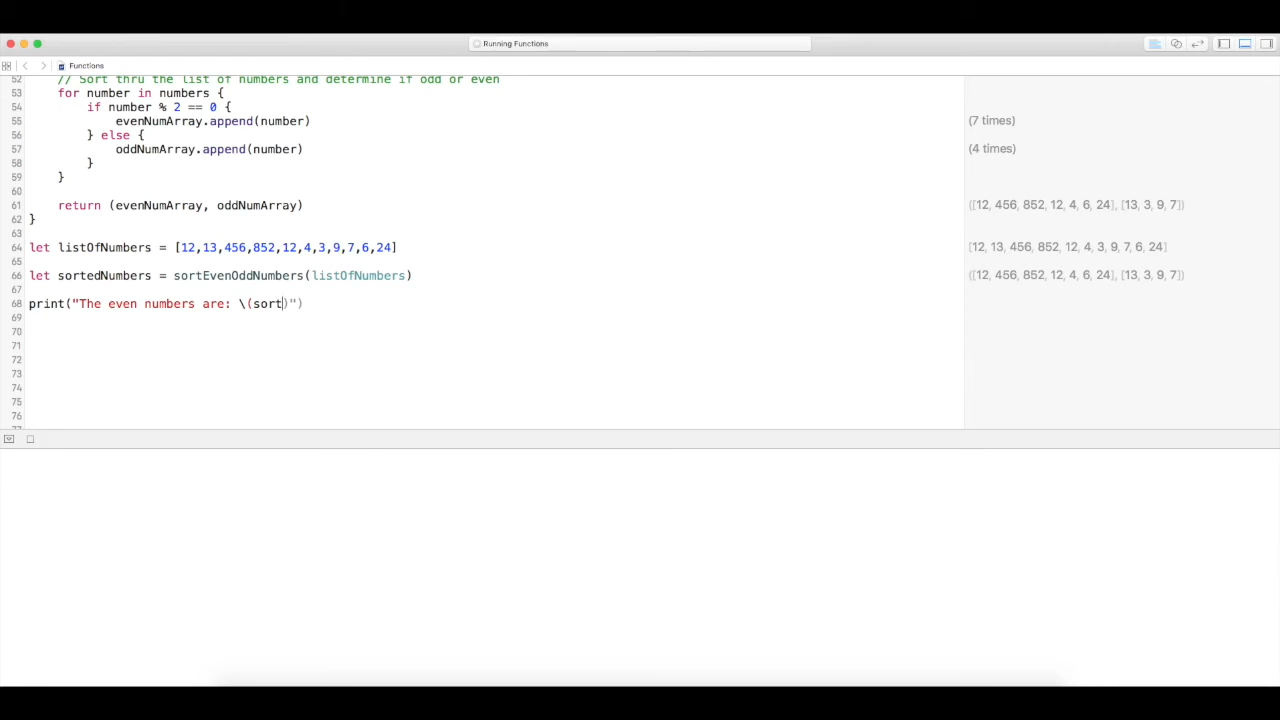 Running Functions
Functions
52 // Sort thru the list of numbers and determine if odd or even
53 for number in numbers {
54 if number % 2 == 0 {
55 evenNumArray.append(number) (7 times)
56 } else {
57 oddNumArray.append(number) (4 times)
58 }
59 }
60
61 return (evenNumArray, oddNumArray) ([12, 456, 852, 12, 4, 6, 24], [13, 3, 9, 7])
62 }
63
64 let listOfNumbers = [12,13,456,852,12,4,3,9,7,6,24] [12, 13, 456, 852, 12, 4, 3, 9, 7, 6, 24]
65
66 let sortedNumbers = sortEvenOddNumbers(listOfNumbers) ([12, 456, 852, 12, 4, 6, 24], [13, 3, 9, 7])
67
68 print("The even numbers are: \(sort)")
69
70
71
72
73
74
75
76
77